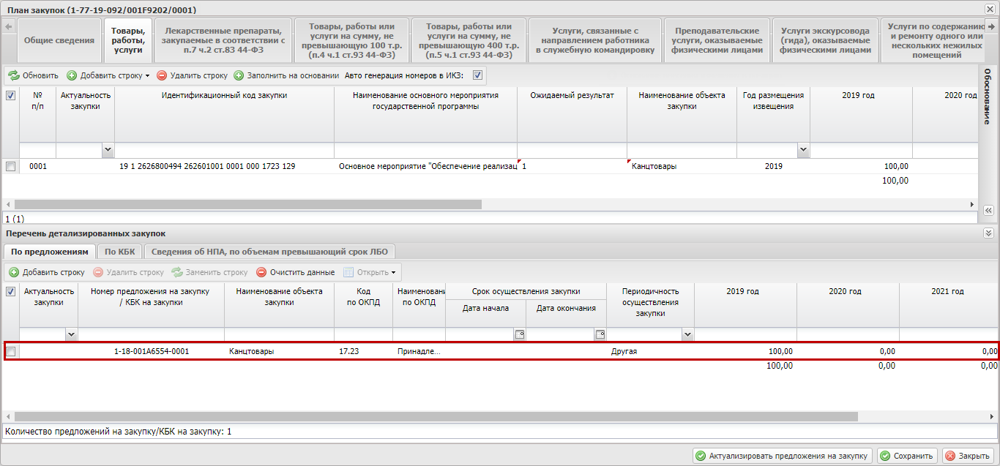 План закупок (1-77-19-092/001F9202/0001)
Общие сведения
Товары,
работы,
услуги
Лекарственные препараты,
закупаемые в соответствии с
п.7 ч.2 ст.83 44-ФЗ
Товары, работы или
услуги на сумму, не
превышающую 100 т.р.
(п.4 ч.1 ст.93 44-ФЗ)
Товары, работы или
услуги на сумму, не
превышающую 400 т.р.
(п.5 ч.1 ст.93 44-ФЗ)
Услуги, связанные с
направлением работника
в служебную командировку
Преподавательские
услуги, оказываемые
физическими лицами
Услуги экскурсовода
(гида), оказываемые
физическими лицами
Услуги по содержанию
и ремонту одного или
нескольких нежилых
помещений
Обновить Добавить строку Удалить строку Заполнить на основании Авто генерация номеров в ИКЗ:
Обоснование
№
п/п
Актуальность
закупки
Идентификационный код закупки
Наименование основного мероприятия
государственной программы
Ожидаемый результат
Наименование объекта
закупки
Год размещения
извещения
2019 год
2020 год
0001 19 1 2626800494 262601001 0001 000 1723 129 Основное мероприятие "Обеспечение реализац 1 Канцтовары 2019 100,00
100,00
1 (1)
Перечень детализированных закупок
По предложениям По КБК Сведения об НПА, по объемам превышающий срок ЛБО
Добавить строку Удалить строку Заменить строку Очистить данные Открыть
Актуальность
закупки
Номер предложения на закупку
/ КБК на закупки
Наименование объекта
закупки
Код
по ОКПД
Наименовани
по ОКПД
Срок осуществления закупки
Дата начала Дата окончания
Периодичность
осуществления
закупки
2019 год
2020 год
2021 год
1-18-001A6554-0001 Канцтовары 17.23 Принадле... Другая 100,00 0,00 0,00
100,00 0,00 0,00
Количество предложений на закупку/КБК на закупку: 1
Актуализировать предложения на закупку Сохранить Закрыть